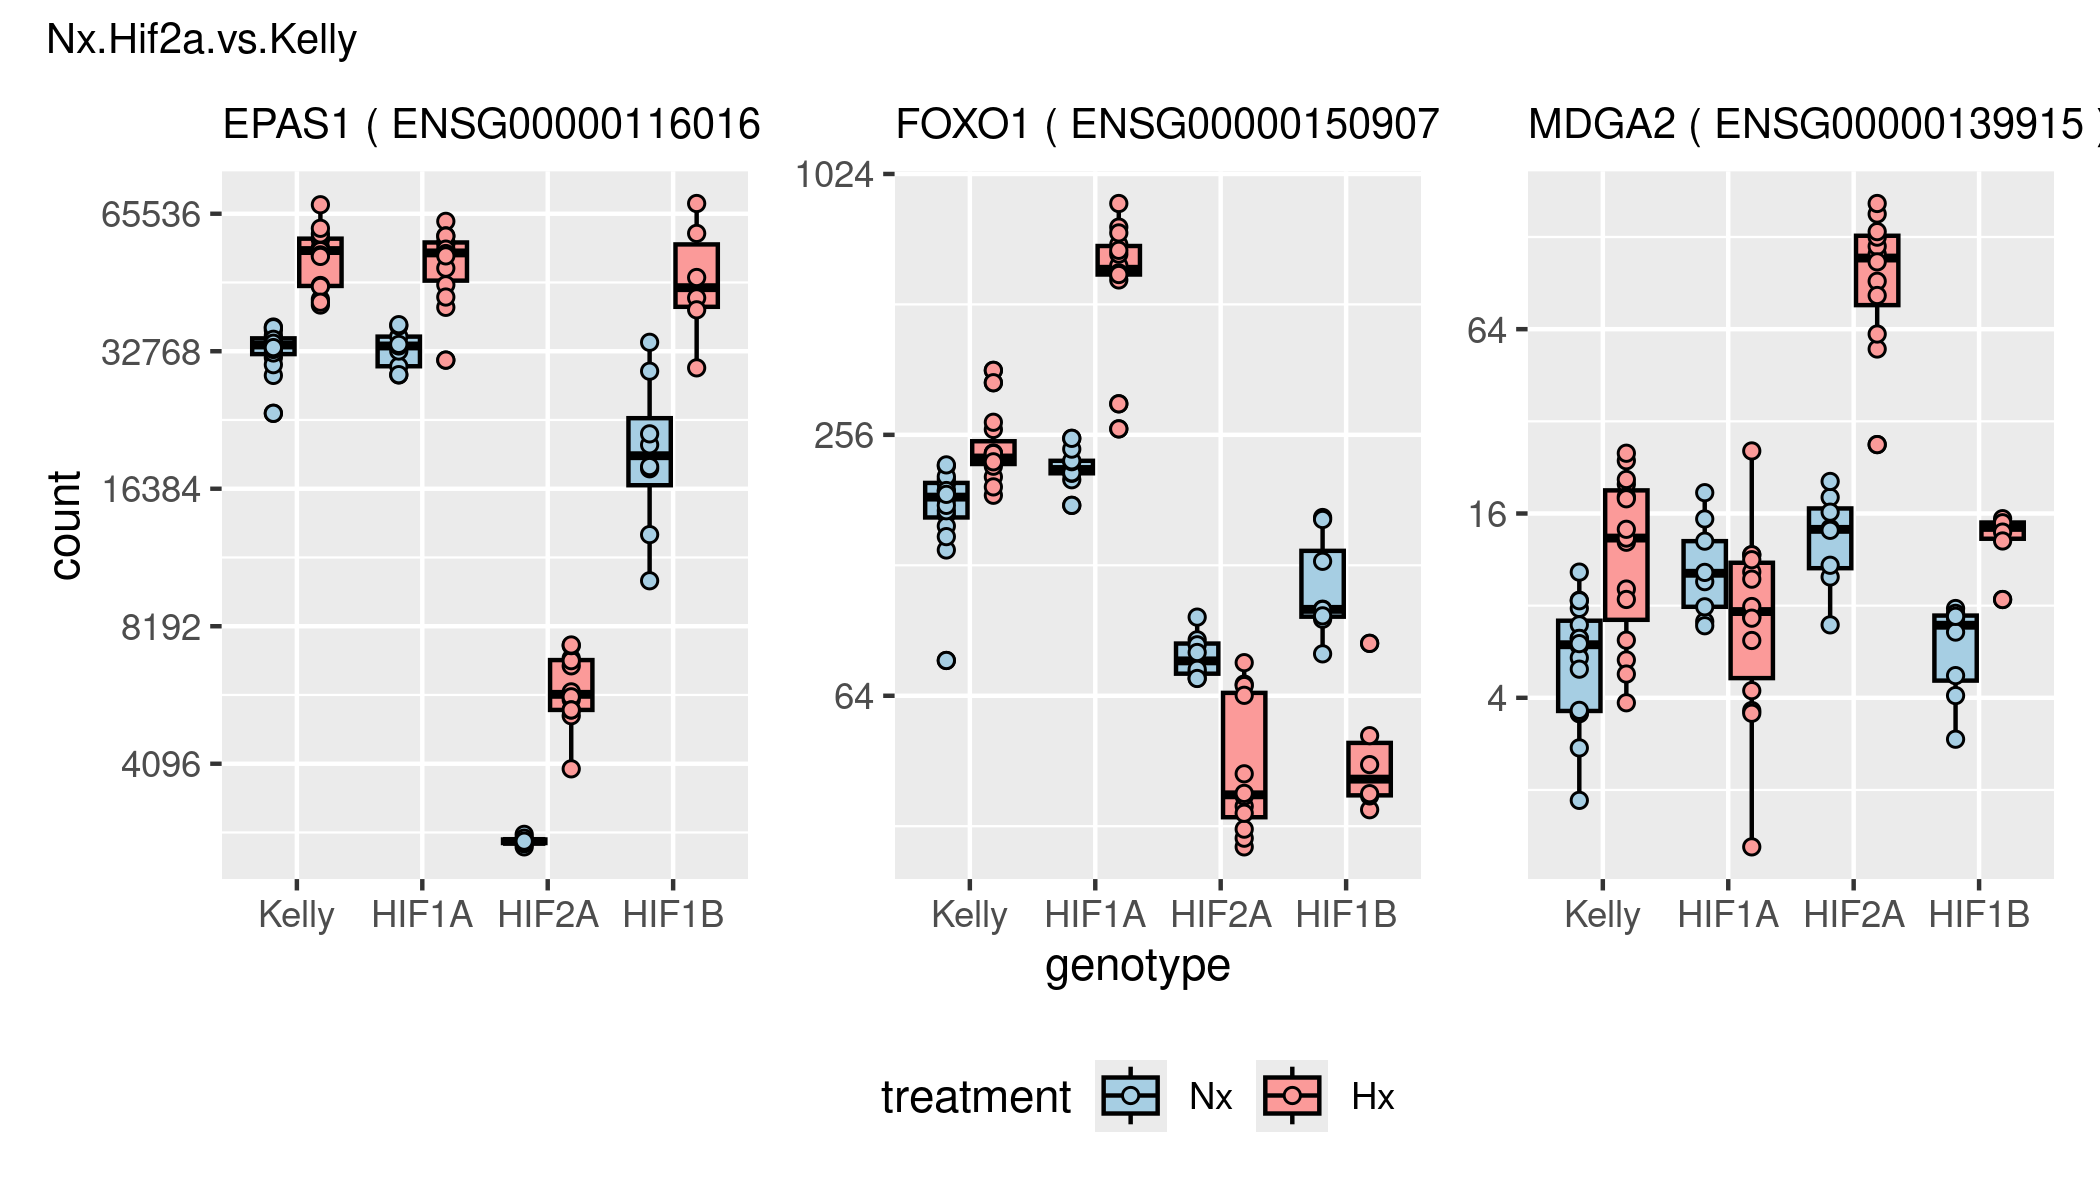 Nx.Hif2a.vs.Kelly
EPAS1 ( ENSG00000116016
FOXO1 ( ENSG00000150907
MDGA2 ( ENSG00000139915 )
count
65536
32768
16384
8192
4096
1024
256
64
64
16
4
Kelly HIF1A HIF2A HIF1B
Kelly HIF1A HIF2A HIF1B
Kelly HIF1A HIF2A HIF1B
genotype
treatment Nx Hx